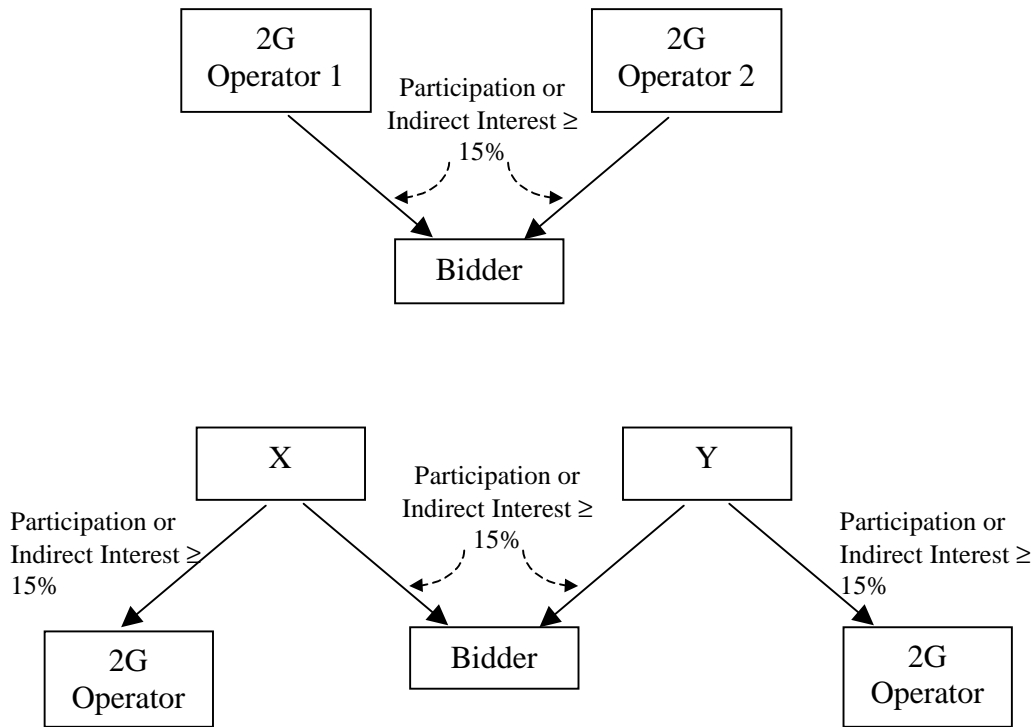 2G
Operator 1
2G
Operator 2
Participation or
Indirect Interest ≥
15%
Bidder
X
Y
Participation or
Indirect Interest ≥
15%
Participation or
Indirect Interest ≥
15%
Participation or
Indirect Interest ≥
15%
2G
Operator
Bidder
2G
Operator